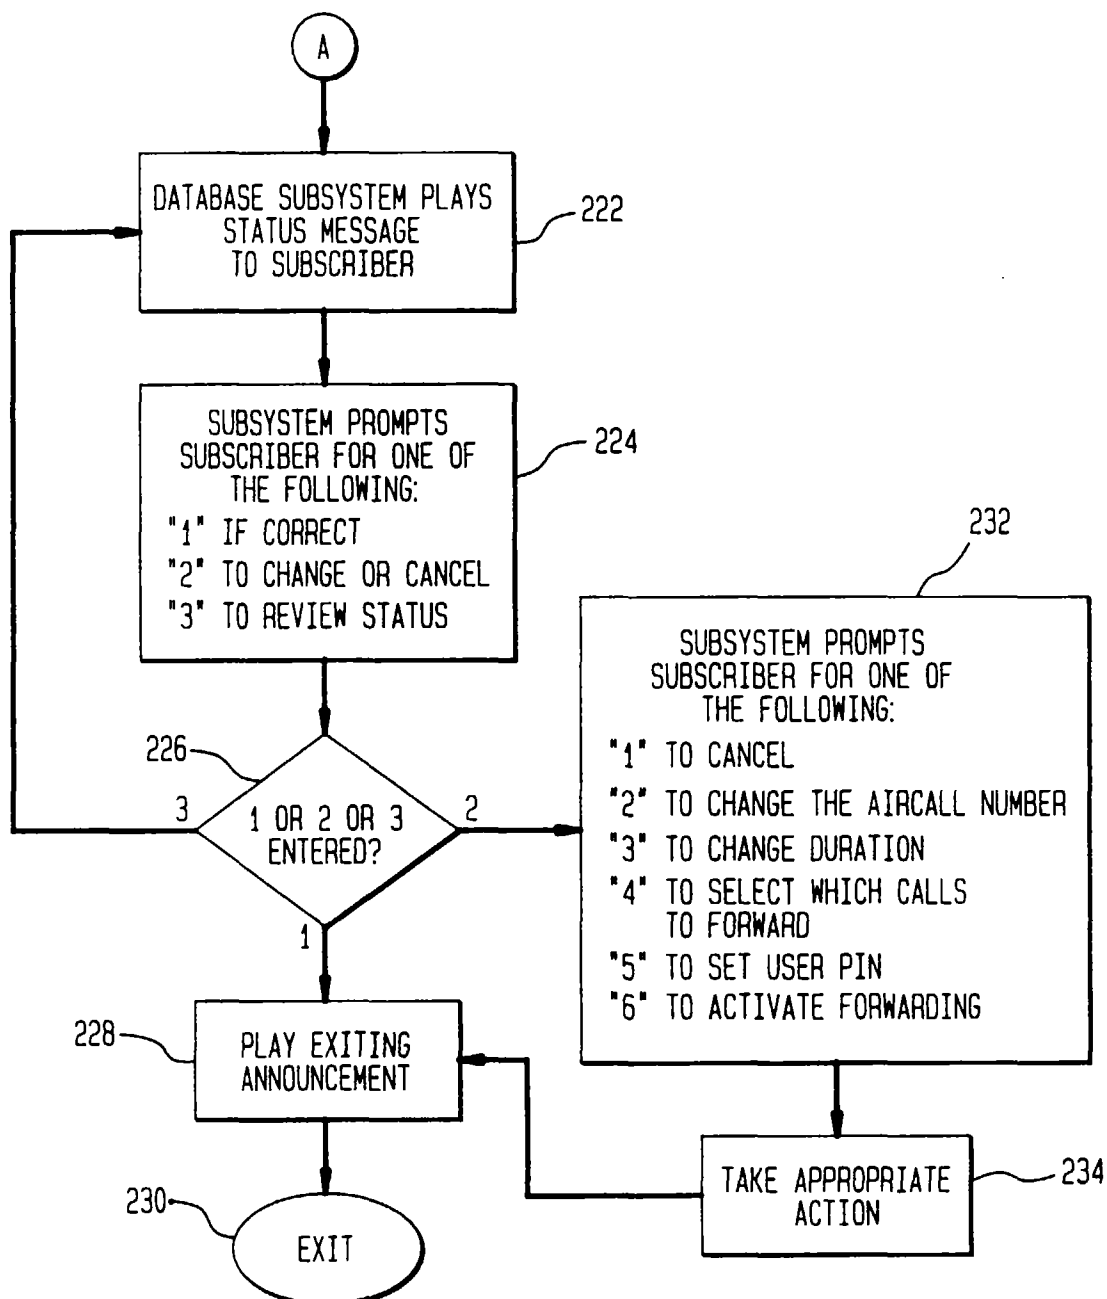 A
DATABASE SUBSYSTEM PLAYS
STATUS MESSAGE
TO SUBSCRIBER
222
SUBSYSTEM PROMPTS
SUBSCRIBER FOR ONE OF
THE FOLLOWING:
"1" IF CORRECT
"2" TO CHANGE OR CANCEL
"3" TO REVIEW STATUS
224
226
3
1 OR 2 OR 3
ENTERED?
2
1
232
SUBSYSTEM PROMPTS
SUBSCRIBER FOR ONE OF
THE FOLLOWING:
"1" TO CANCEL
"2" TO CHANGE THE AIRCALL NUMBER
"3" TO CHANGE DURATION
"4" TO SELECT WHICH CALLS
TO FORWARD
"5" TO SET USER PIN
"6" TO ACTIVATE FORWARDING
228
PLAY EXITING
ANNOUNCEMENT
TAKE APPROPRIATE
ACTION
234
230
EXIT